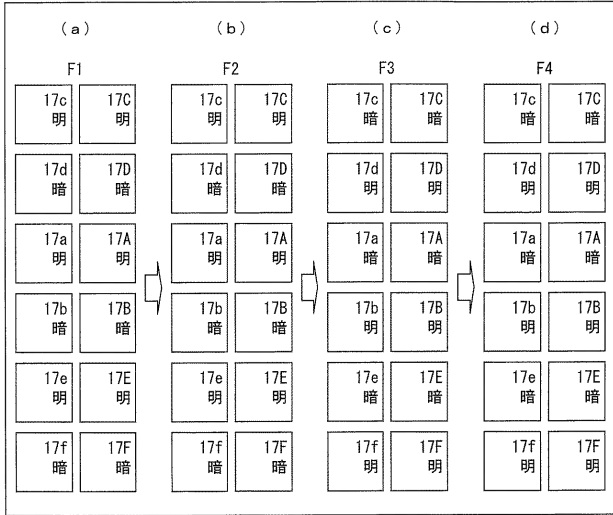 (a) (b) (c) (d)
F1 F2 F3 F4
17c 17C 17c 17C 17c 17C 17c 17C
明 明 明 明 暗 暗 暗 暗
17d 17D 17d 17D 17d 17D 17d 17D
暗 暗 暗 暗 明 明 明 明
17a 17A 17a 17A 17a 17A 17a 17A
明 明 明 明 暗 暗 暗 暗
17b 17B 17b 17B 17b 17B 17b 17B
暗 暗 暗 暗 明 明 明 明
17e 17E 17e 17E 17e 17E 17e 17E
明 明 明 明 暗 暗 暗 暗
17f 17F 17f 17F 17f 17F 17f 17F
暗 暗 暗 暗 明 明 明 明